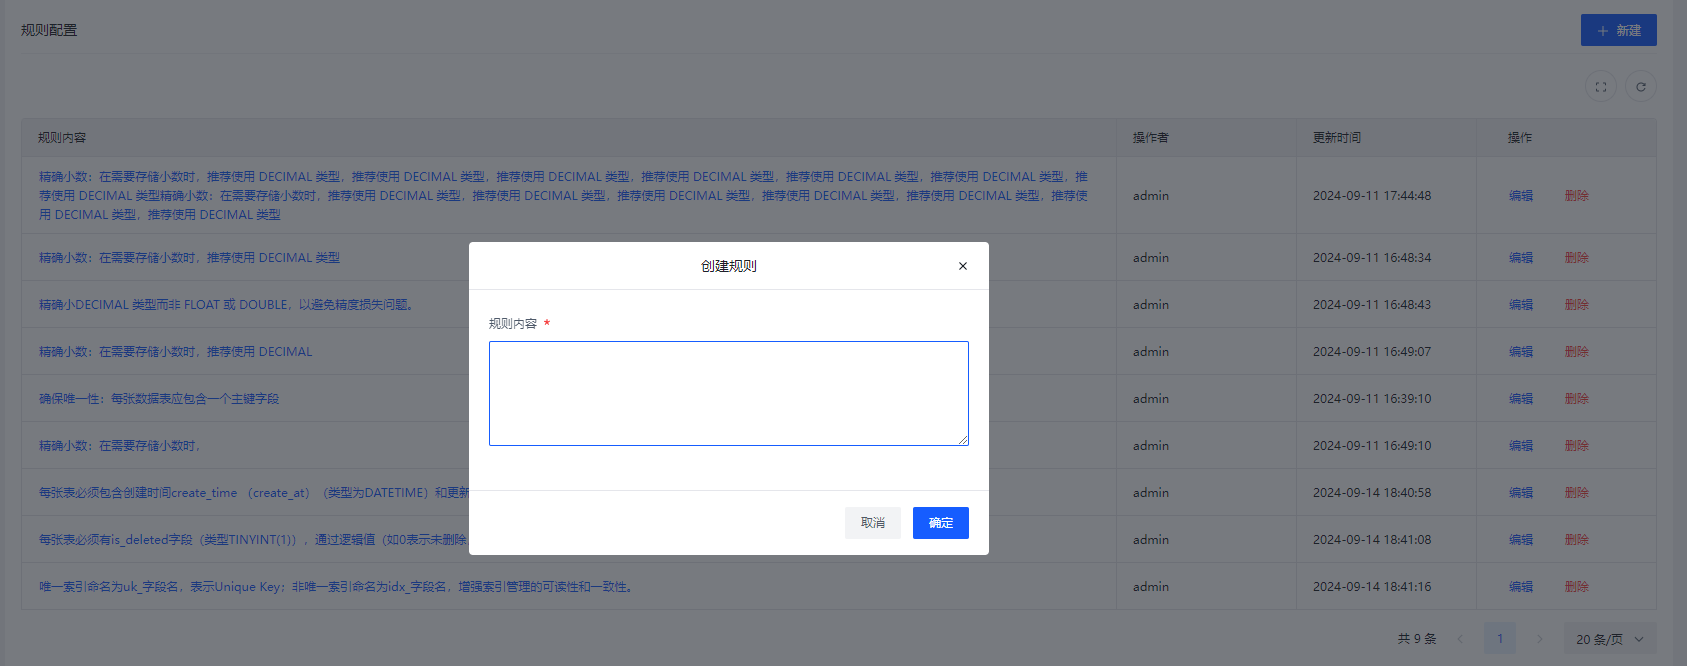 规则配置
新建
规则内容 操作者 更新时间 操作
精确小数：在需要存储小数时，推荐使用 DECIMAL 类型，推荐使用 DECIMAL 类型，推荐使用 DECIMAL 类型，推荐使用 DECIMAL 类型，推荐使用 DECIMAL 类型，推荐使用 DECIMAL 类型，推荐使用 DECIMAL 类型，推
荐使用 DECIMAL 类型精确小数：在需要存储小数时，推荐使用 DECIMAL 类型，推荐使用 DECIMAL 类型，推荐使用 DECIMAL 类型，推荐使用 DECIMAL 类型，推荐使用 DECIMAL 类型，推荐使
用 DECIMAL 类型，推荐使用 DECIMAL 类型
admin 2024-09-11 17:44:48 编辑 删除
精确小数：在需要存储小数时，推荐使用 DECIMAL 类型 admin 2024-09-11 16:48:34 编辑 删除
精确小DECIMAL 类型而非 FLOAT 或 DOUBLE，以避免精度损失问题。 admin 2024-09-11 16:48:43 编辑 删除
精确小数：在需要存储小数时，推荐使用 DECIMAL admin 2024-09-11 16:49:07 编辑 删除
确保唯一性：每张数据表应包含一个主键字段 admin 2024-09-11 16:39:10 编辑 删除
精确小数：在需要存储小数时， admin 2024-09-11 16:49:10 编辑 删除
每张表必须包含创建时间create_time （create_at）（类型为DATETIME）和更新 admin 2024-09-14 18:40:58 编辑 删除
每张表必须有is_deleted字段（类型TINYINT(1)），通过逻辑值（如0表示未删除 admin 2024-09-14 18:41:08 编辑 删除
唯一索引命名为uk_字段名，表示Unique Key；非唯一索引命名为idx_字段名，增强索引管理的可读性和一致性。 admin 2024-09-14 18:41:16 编辑 删除
共 9 条 1 20 条/页
创建规则
规则内容 *
取消 确定